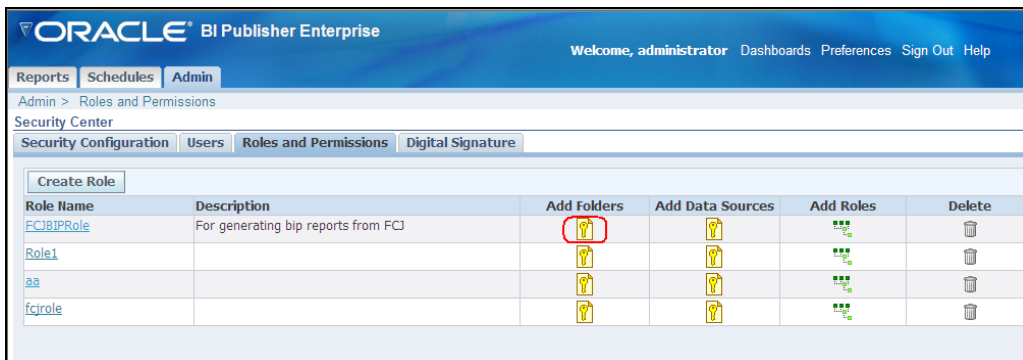 ORACLE® BI Publisher Enterprise
Welcome, administrator Dashboards Preferences Sign Out Help
Reports Schedules Admin
Admin > Roles and Permissions
Security Center
Security Configuration Users Roles and Permissions Digital Signature
Create Role
Role Name Description Add Folders Add Data Sources Add Roles Delete
FCJBIPRole For generating bip reports from FCJ
Role1
aa
fcjrole